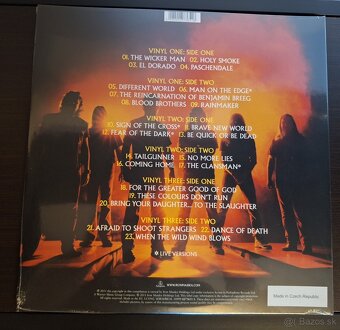 VINYL ONE: SIDE ONE
01. THE WICKER MAN 02. HOLY SMOKE
03. EL DORADO 04. PASCHENDALE
VINYL ONE: SIDE TWO
05. DIFFERENT WORLD 06. MAN ON THE EDGE*
07. THE REINCARNATION OF BENJAMIN BREEG
08. BLOOD BROTHERS 09. RAINMAKER
VINYL TWO: SIDE ONE
10. SIGN OF THE CROSS* 11. BRAVE NEW WORLD
12. FEAR OF THE DARK* 13. BE QUICK OR BE DEAD
VINYL TWO: SIDE TWO
14. TAILGUNNER 15. NO MORE LIES
16. COMING HOME 17. THE CLANSMAN*
VINYL THREE: SIDE ONE
18. FOR THE GREATER GOOD OF GOD
19. THESE COLOURS DON'T RUN
20. BRING YOUR DAUGHTER... TO THE SLAUGHTER
VINYL THREE: SIDE TWO
21. AFRAID TO SHOOT STRANGERS 22. DANCE OF DEATH
23. WHEN THE WILD WIND BLOWS
* LIVE VERSIONS
WWW.IRONMAIDEN.COM
Made in Czech Republic
Bazos.sk